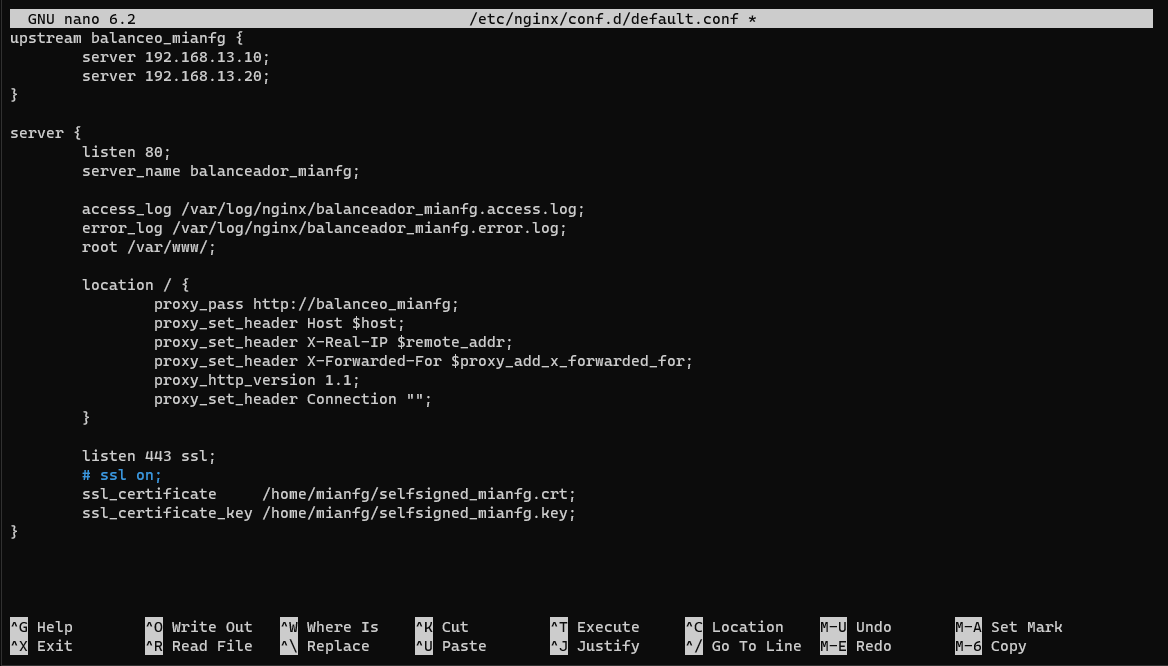 GNU nano 6.2 /etc/nginx/conf.d/default.conf *
upstream balanceo_mianfg {
        server 192.168.13.10;
        server 192.168.13.20;
}

server {
        listen 80;
        server_name balanceador_mianfg;

        access_log /var/log/nginx/balanceador_mianfg.access.log;
        error_log /var/log/nginx/balanceador_mianfg.error.log;
        root /var/www/;

        location / {
                proxy_pass http://balanceo_mianfg;
                proxy_set_header Host $host;
                proxy_set_header X-Real-IP $remote_addr;
                proxy_set_header X-Forwarded-For $proxy_add_x_forwarded_for;
                proxy_http_version 1.1;
                proxy_set_header Connection "";
        }

        listen 443 ssl;
        # ssl on;
        ssl_certificate     /home/mianfg/selfsigned_mianfg.crt;
        ssl_certificate_key /home/mianfg/selfsigned_mianfg.key;
}

^G Help ^O Write Out ^W Where Is ^K Cut ^T Execute ^C Location M-U Undo M-A Set Mark
^X Exit ^R Read File ^\ Replace ^U Paste ^J Justify ^/ Go To Line M-E Redo M-6 Copy